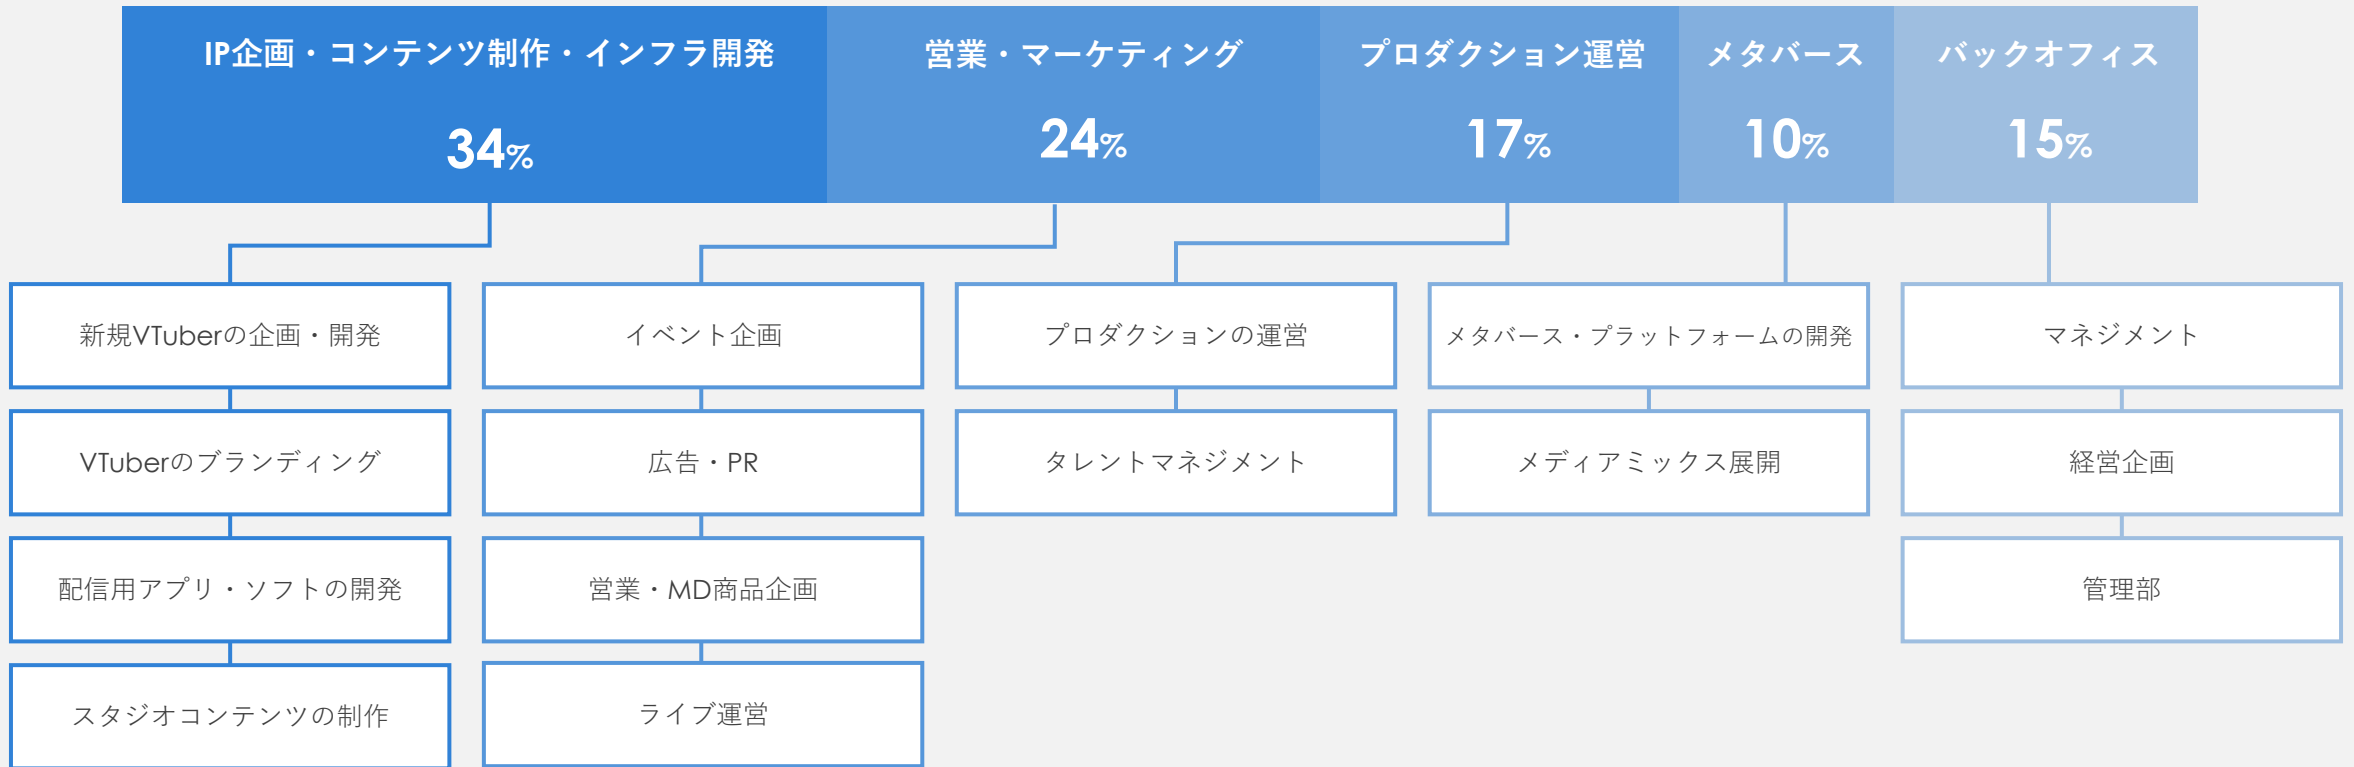 IP企画・コンテンツ制作・インフラ開発
34%
営業・マーケティング
24%
プロダクション運営
17%
メタバース
10%
バックオフィス
15%
新規VTuberの企画・開発
VTuberのブランディング
配信用アプリ・ソフトの開発
スタジオコンテンツの制作
イベント企画
広告・PR
営業・MD商品企画
ライブ運営
プロダクションの運営
タレントマネジメント
メタバース・プラットフォームの開発
メディアミックス展開
マネジメント
経営企画
管理部